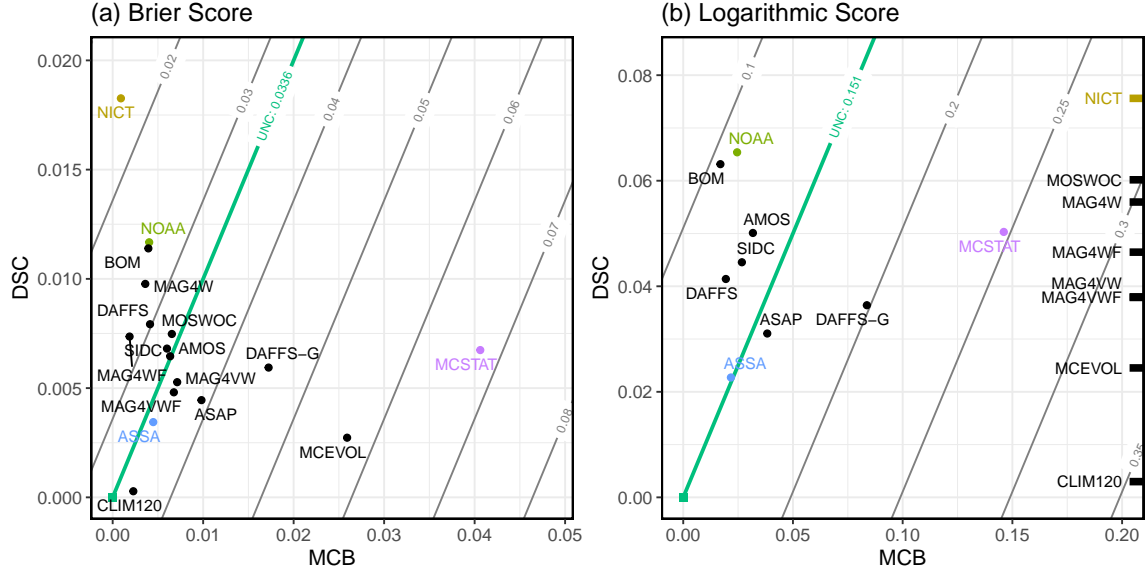 (a) Brier Score
DSC
0.020
0.015
0.010
0.005
0.000
0.02
0.03
UNC: 0.0336
0.04
0.05
0.06
0.07
0.08
NICT
NOAA
BOM
MAG4W
DAFFS
MOSWOC
SIDC
AMOS
DAFFS−G
MCSTAT
MAG4WF
MAG4VW
MAG4VWF
ASAP
ASSA
MCEVOL
CLIM120
0.00
0.01
0.02
0.03
0.04
0.05
MCB
(b) Logarithmic Score
DSC
0.08
0.06
0.04
0.02
0.00
0.1
UNC: 0.151
0.2
0.25
0.3
0.35
NICT
NOAA
BOM
MOSWOC
MAG4W
AMOS
MCSTAT
SIDC
MAG4WF
DAFFS
MAG4VW
MAG4VWF
ASAP
DAFFS−G
ASSA
MCEVOL
CLIM120
0.00
0.05
0.10
0.15
0.20
MCB